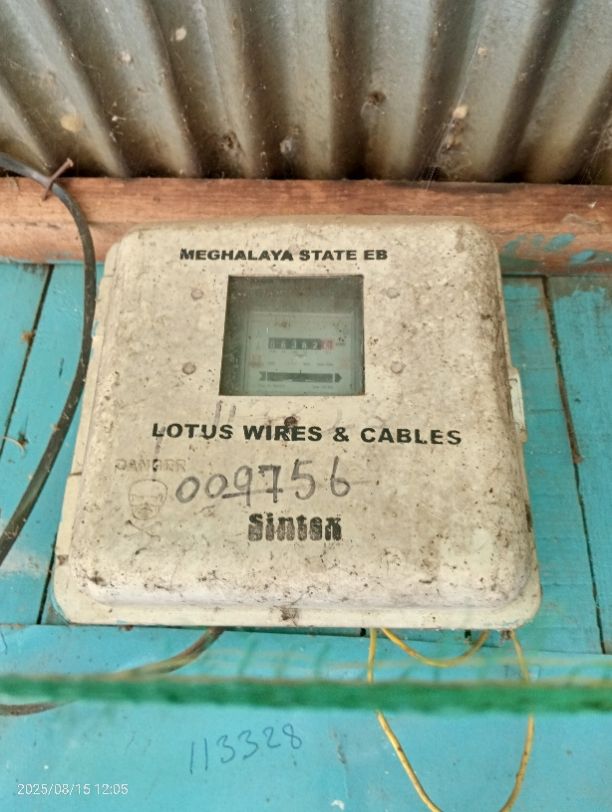 MEGHALAYA STATE EB
LOTUS WIRES & CABLES
DANGER
009756
Sintex
113328
2025/08/15 12:05